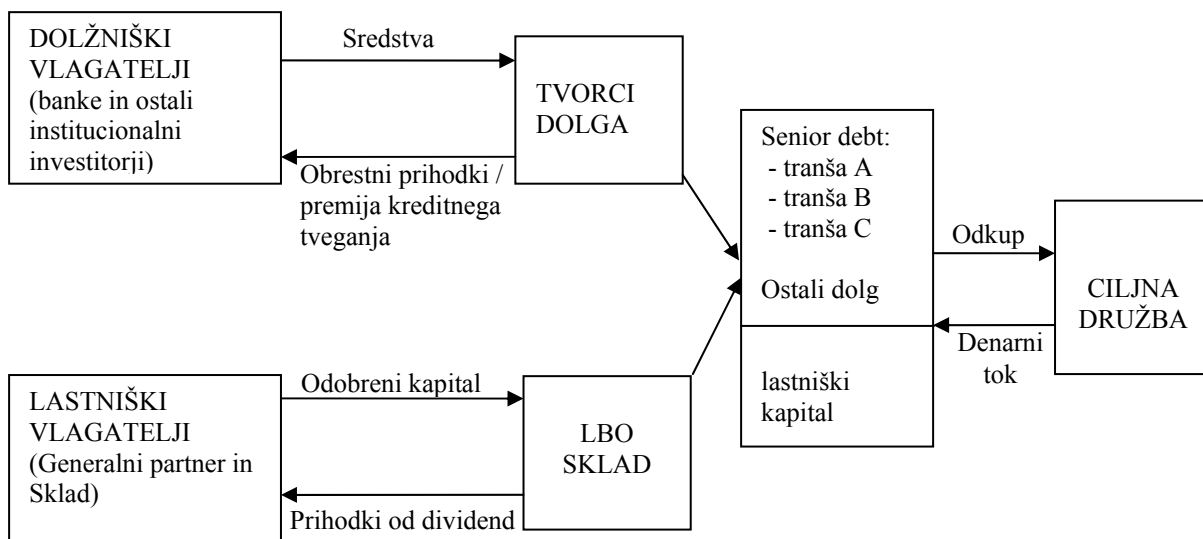 DOLŽNIŠKI
VLAGATELJI
(banke in ostali
institucionalni
investitorji)
Sredstva
Obrestni prihodki /
premija kreditnega
tveganja
TVORCI
DOLGA
Senior debt:
- tranša A
- tranša B
- tranša C
Ostali dolg
lastniški
kapital
Odkup
Denarni
tok
CILJNA
DRUŽBA
LASTNIŠKI
VLAGATELJI
(Generalni partner in
Sklad)
Odobreni kapital
Prihodki od dividend
LBO
SKLAD